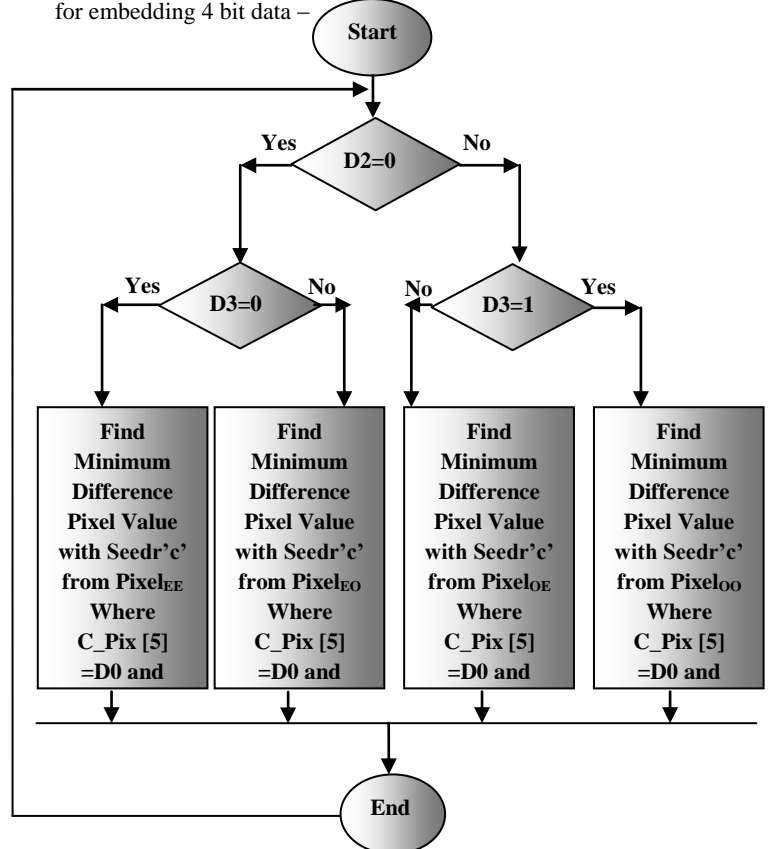 for embedding 4 bit data –
Start
Yes
No
D2=0
Yes
No
No
Yes
D3=0
D3=1
Find
Minimum
Difference
Pixel Value
with Seedr'c'
from PixelEE
Where
C_Pix [5]
=D0 and
Find
Minimum
Difference
Pixel Value
with Seedr'c'
from PixelEO
Where
C_Pix [5]
=D0 and
Find
Minimum
Difference
Pixel Value
with Seedr'c'
from PixelOE
Where
C_Pix [5]
=D0 and
Find
Minimum
Difference
Pixel Value
with Seedr'c'
from PixelOO
Where
C_Pix [5]
=D0 and
End